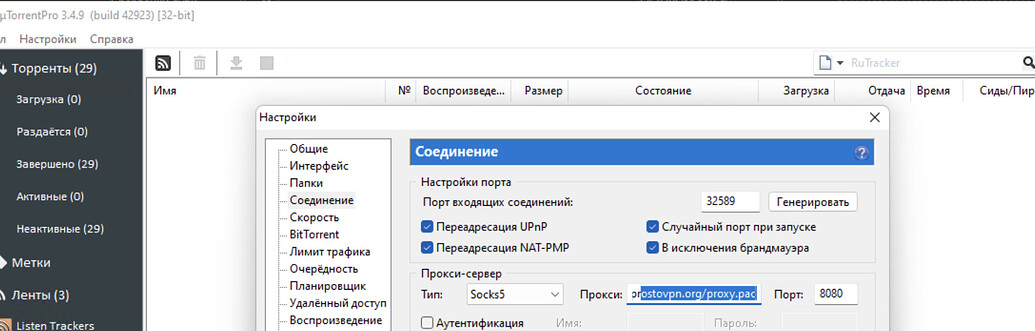 µTorrentPro 3.4.9 (build 42923) [32-bit]
л Настройки Справка
Торренты (29)
RuTracker
Имя № Воспроизведе... Размер Состояние Загрузка Отдача Время Сиды/Пир
Загрузка (0)
Раздаётся (0)
Завершено (29)
Активные (0)
Неактивные (29)
Метки
Ленты (3)
Listen Trackers
Настройки
Общие
Интерфейс
Папки
Соединение
Скорость
BitTorrent
Лимит трафика
Очерёдность
Планировщик
Удалённый доступ
Воспроизведение
Соединение
Настройки порта
Порт входящих соединений: 32589 Генерировать
Переадресация UPnP Случайный порт при запуске
Переадресация NAT-PMP В исключения брандмауэра
Прокси-сервер
Тип: Socks5 Прокси: prostovpn.org/proxy.pac Порт: 8080
Аутентификация Имя: Пароль: